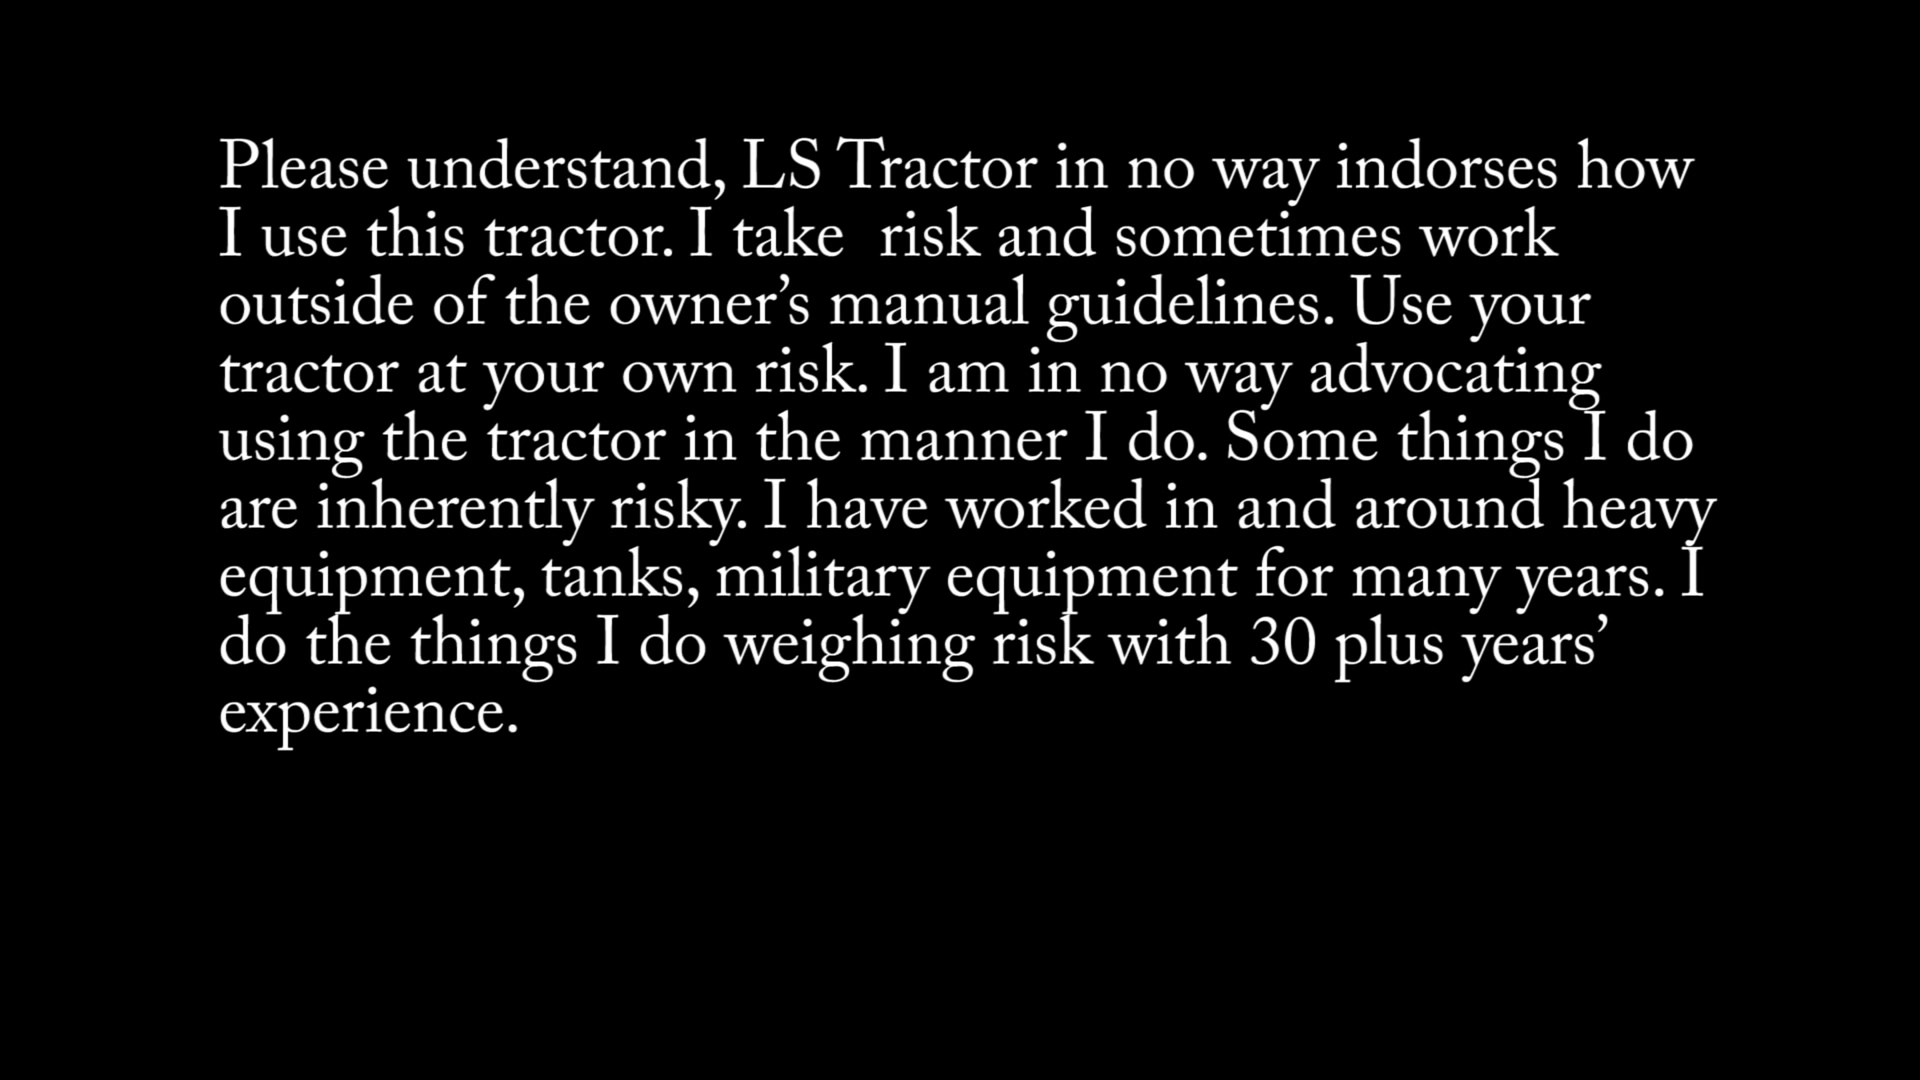 Please understand, LS Tractor in no way indorses how
I use this tractor. I take  risk and sometimes work
outside of the owner’s manual guidelines. Use your
tractor at your own risk. I am in no way advocating
using the tractor in the manner I do. Some things I do
are inherently risky. I have worked in and around heavy
equipment, tanks, military equipment for many years. I
do the things I do weighing risk with 30 plus years’
experience.